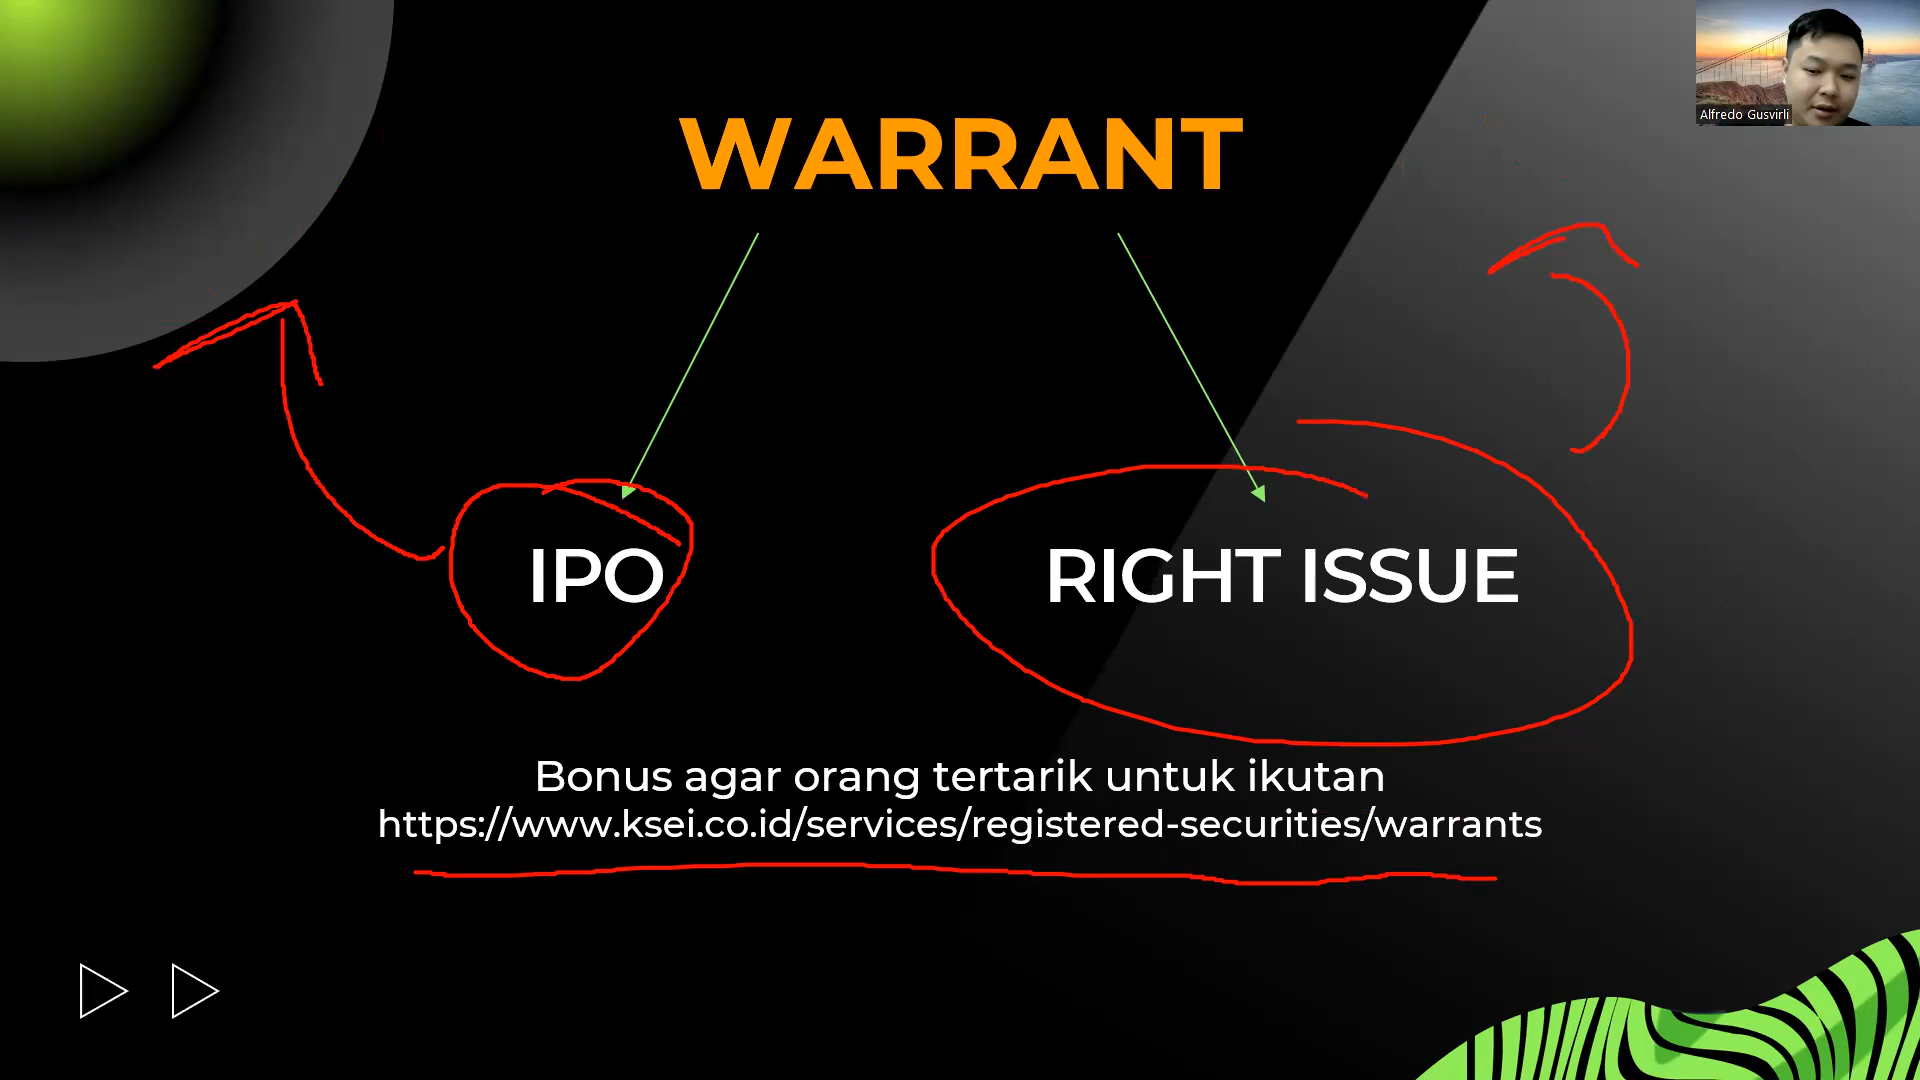 Alfredo Gusvirli
WARRANT
IPO
RIGHT ISSUE
Bonus agar orang tertarik untuk ikutan
https://www.ksei.co.id/services/registered-securities/warrants